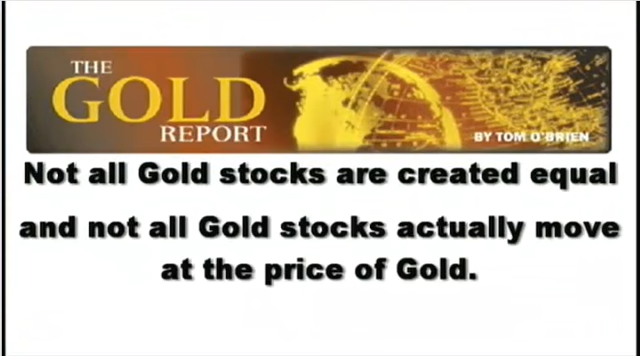 THE
GOLD
REPORT
BY TOM O'BRIEN
Not all Gold stocks are created equal
and not all Gold stocks actually move
at the price of Gold.